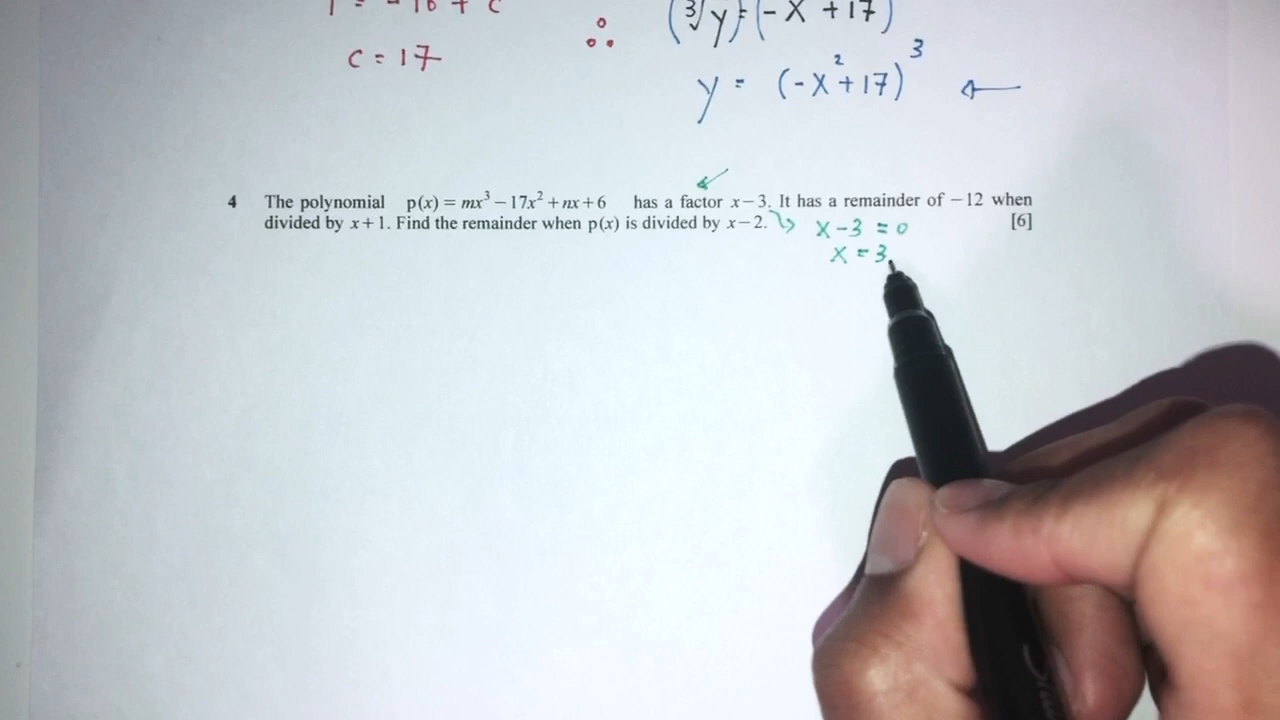 c = 17
∴
(∛y) = (-x + 17)
y = (-x² + 17)³ ←
4 The polynomial p(x) = mx³ − 17x² + nx + 6 has a factor x − 3. It has a remainder of −12 when
divided by x + 1. Find the remainder when p(x) is divided by x − 2. [6]
x - 3 = 0
x = 3